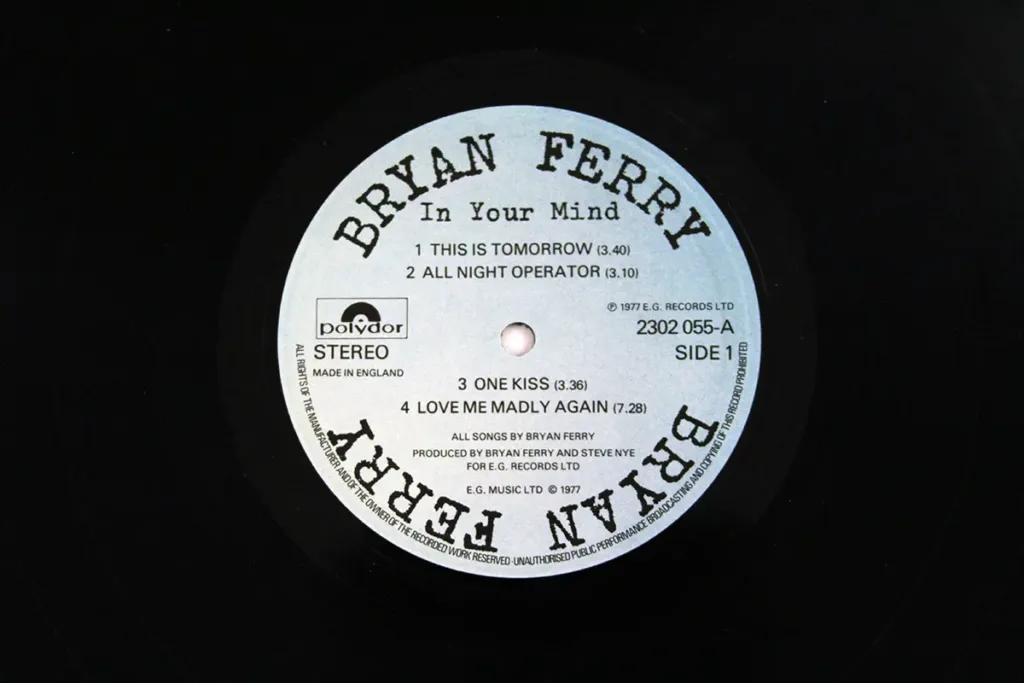 BRYAN FERRY
In Your Mind
1 THIS IS TOMORROW (3.40)
2 ALL NIGHT OPERATOR (3.10)
polydor
STEREO
MADE IN ENGLAND
℗ 1977 E.G. RECORDS LTD
2302 055-A
SIDE 1
3 ONE KISS (3.36)
4 LOVE ME MADLY AGAIN (7.28)
ALL SONGS BY BRYAN FERRY
PRODUCED BY BRYAN FERRY AND STEVE NYE
FOR E.G. RECORDS LTD
E.G. MUSIC LTD © 1977
BRYAN FERRY
ALL RIGHTS OF THE MANUFACTURER AND OF THE OWNER OF THE RECORDED WORK RESERVED · UNAUTHORISED PUBLIC PERFORMANCE BROADCASTING AND COPYING OF THIS RECORD PROHIBITED